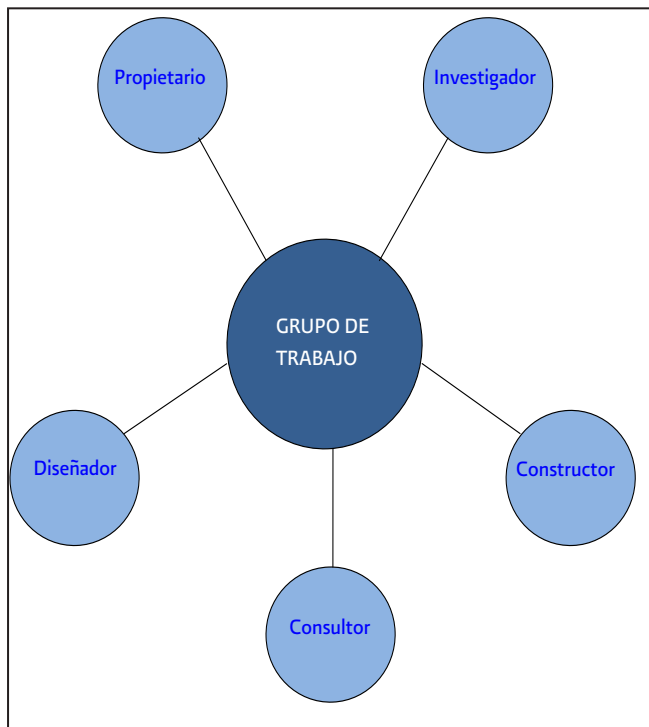 Propietario
Investigador
GRUPO DE
TRABAJO
Diseñador
Constructor
Consultor